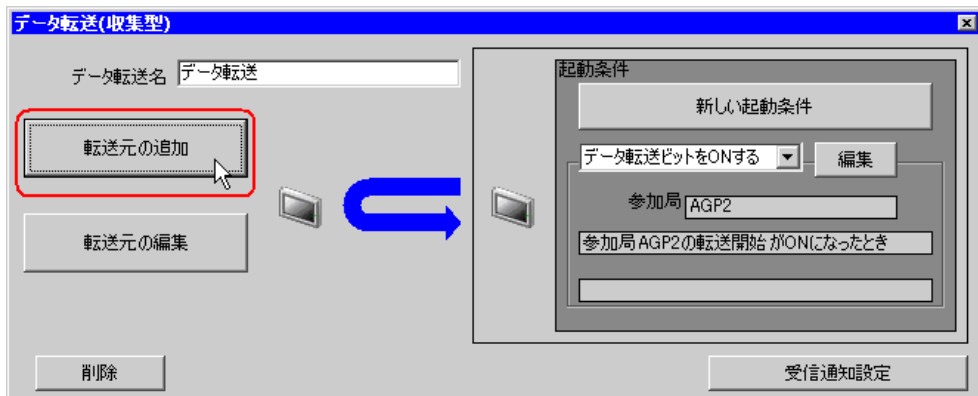 データ転送(収集型)
データ転送名 データ転送
転送元の追加
転送元の編集
起動条件
新しい起動条件
データ転送ビットをONする 編集
参加局 AGP2
参加局AGP2の転送開始 がONになったとき
削除
受信通知設定